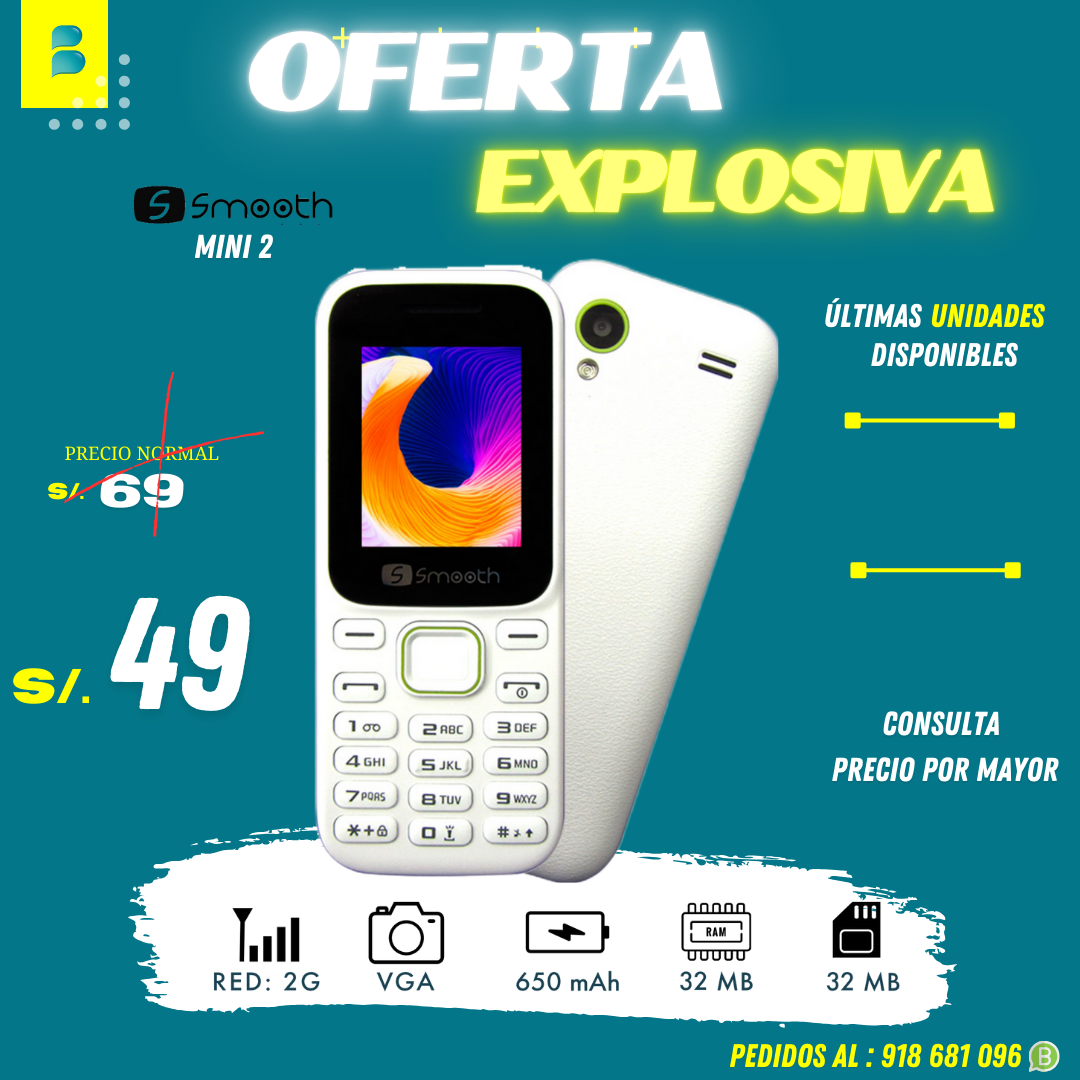 B
OFERTA
EXPLOSIVA
S Smooth
MINI 2
ÚLTIMAS UNIDADES
DISPONIBLES
PRECIO NORMAL
S/. 69
S/. 49
S Smooth
1
2 ABC
3 DEF
4 GHI
5 JKL
6 MNO
7 PQRS
8 TUV
9 WXYZ
*+
0
#
CONSULTA
PRECIO POR MAYOR
RAM
RED: 2G
VGA
650 mAh
32 MB
32 MB
PEDIDOS AL : 918 681 096 B